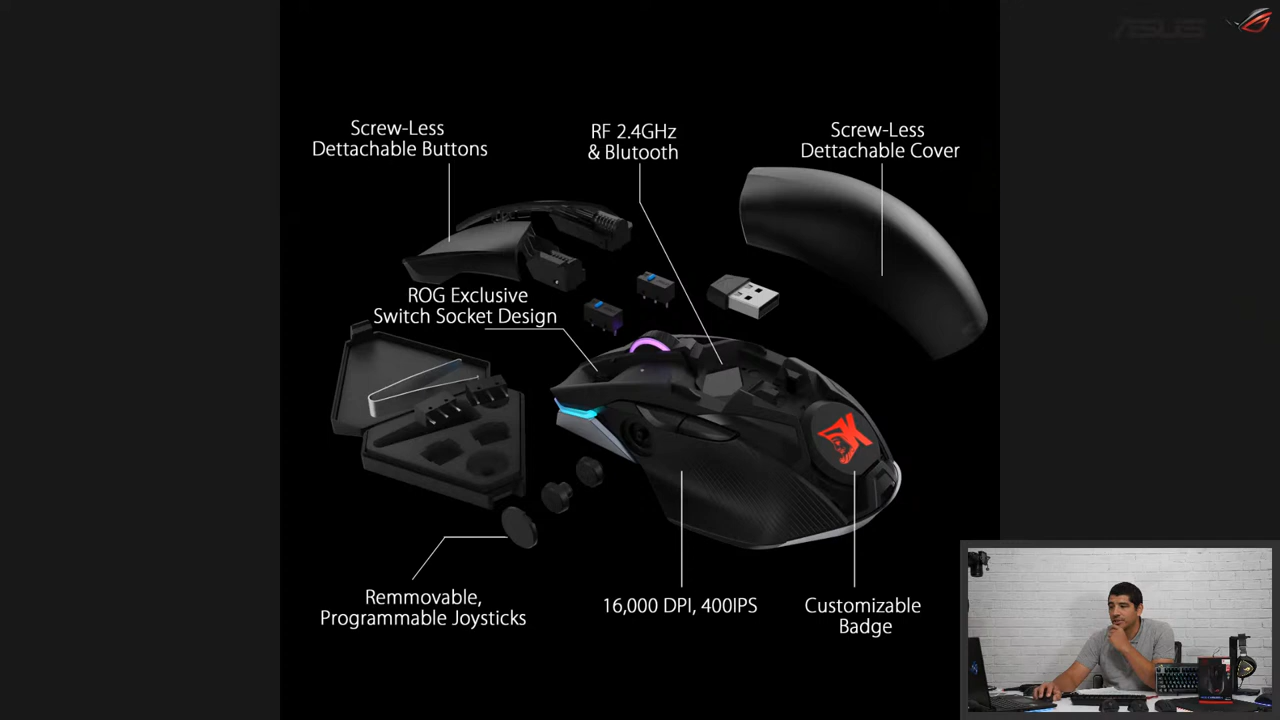 ASUS
Screw-Less
Dettachable Buttons
RF 2.4GHz
& Blutooth
Screw-Less
Dettachable Cover
ROG Exclusive
Switch Socket Design
Remmovable,
Programmable Joysticks
16,000 DPI, 400IPS
Customizable
Badge